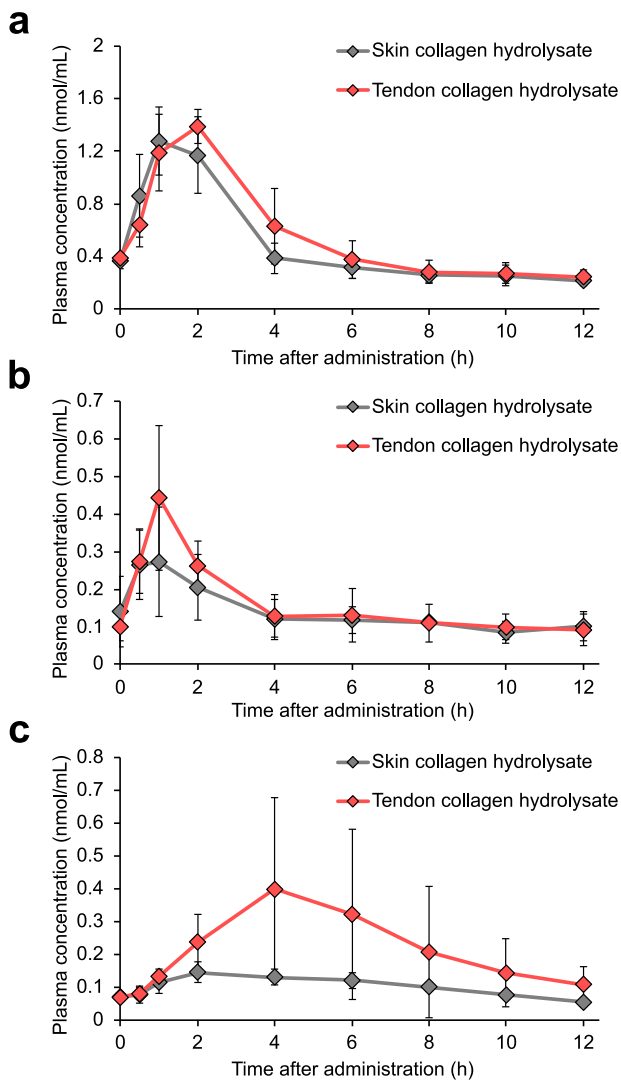 a
2
1.6
1.2
0.8
0.4
0
Plasma concentration (nmol/mL)
Skin collagen hydrolysate
Tendon collagen hydrolysate
0 2 4 6 8 10 12
Time after administration (h)
b
0.7
0.6
0.5
0.4
0.3
0.2
0.1
0
Plasma concentration (nmol/mL)
Skin collagen hydrolysate
Tendon collagen hydrolysate
0 2 4 6 8 10 12
Time after administration (h)
c
0.8
0.7
0.6
0.5
0.4
0.3
0.2
0.1
0
Plasma concentration (nmol/mL)
Skin collagen hydrolysate
Tendon collagen hydrolysate
0 2 4 6 8 10 12
Time after administration (h)